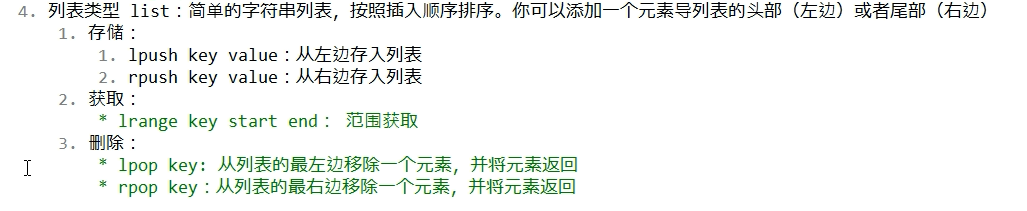 4. 列表类型 list：简单的字符串列表，按照插入顺序排序。你可以添加一个元素导列表的头部（左边）或者尾部（右边）
1. 存储：
1. lpush key value：从左边存入列表
2. rpush key value：从右边存入列表
2. 获取：
* lrange key start end： 范围获取
3. 删除：
* lpop key: 从列表的最左边移除一个元素，并将元素返回
* rpop key：从列表的最右边移除一个元素，并将元素返回